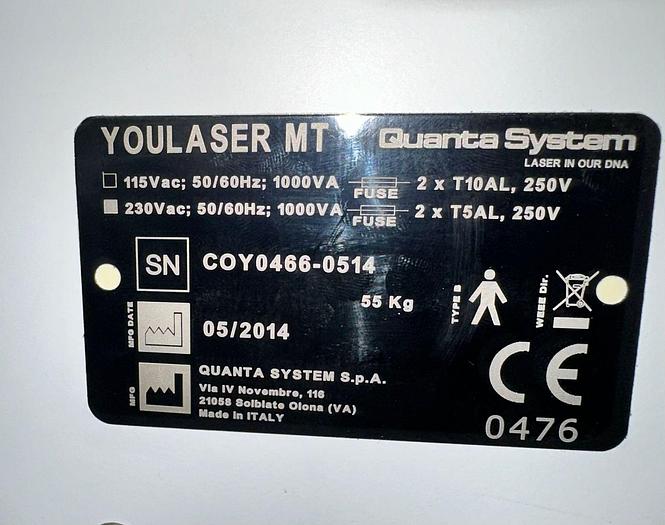 YOULASER MT Quanta System
LASER IN OUR DNA
115Vac; 50/60Hz; 1000VA FUSE 2 x T10AL, 250V
230Vac; 50/60Hz; 1000VA FUSE 2 x T5AL, 250V
SN COY0466-0514
55 Kg
TYPE B
WEEE Dir.
MFG DATE 05/2014
MFG
QUANTA SYSTEM S.p.A.
Via IV Novembre, 116
21058 Solbiate Olona (VA)
Made in ITALY
CE
0476